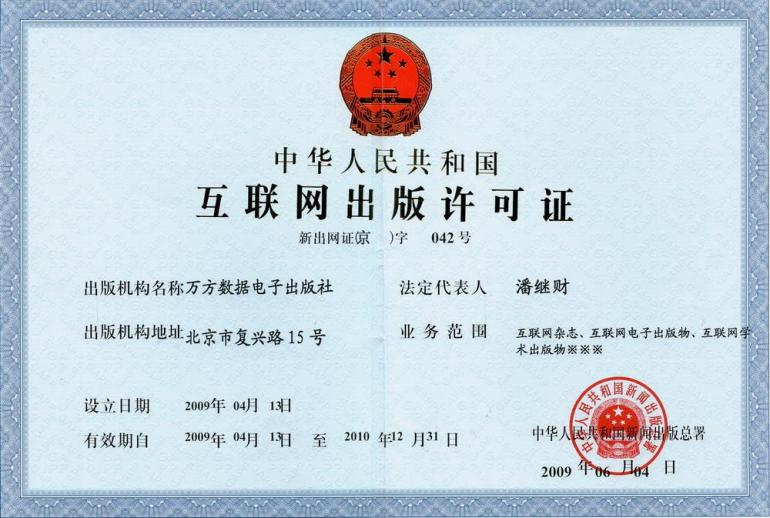 中华人民共和国
互联网出版许可证
新出网证(京 )字 042 号
出版机构名称 万方数据电子出版社
法定代表人 潘继财
出版机构地址 北京市复兴路 15 号
业务范围 互联网杂志、互联网电子出版物、互联网学
术出版物※※※
设立日期 2009年 04月 13日
有效期自 2009年 04月 13日 至 2010 年12 月31日
中华人民共和国新闻出版总署
中华人民共和国新闻出版总署
2009 年 06 月 04 日